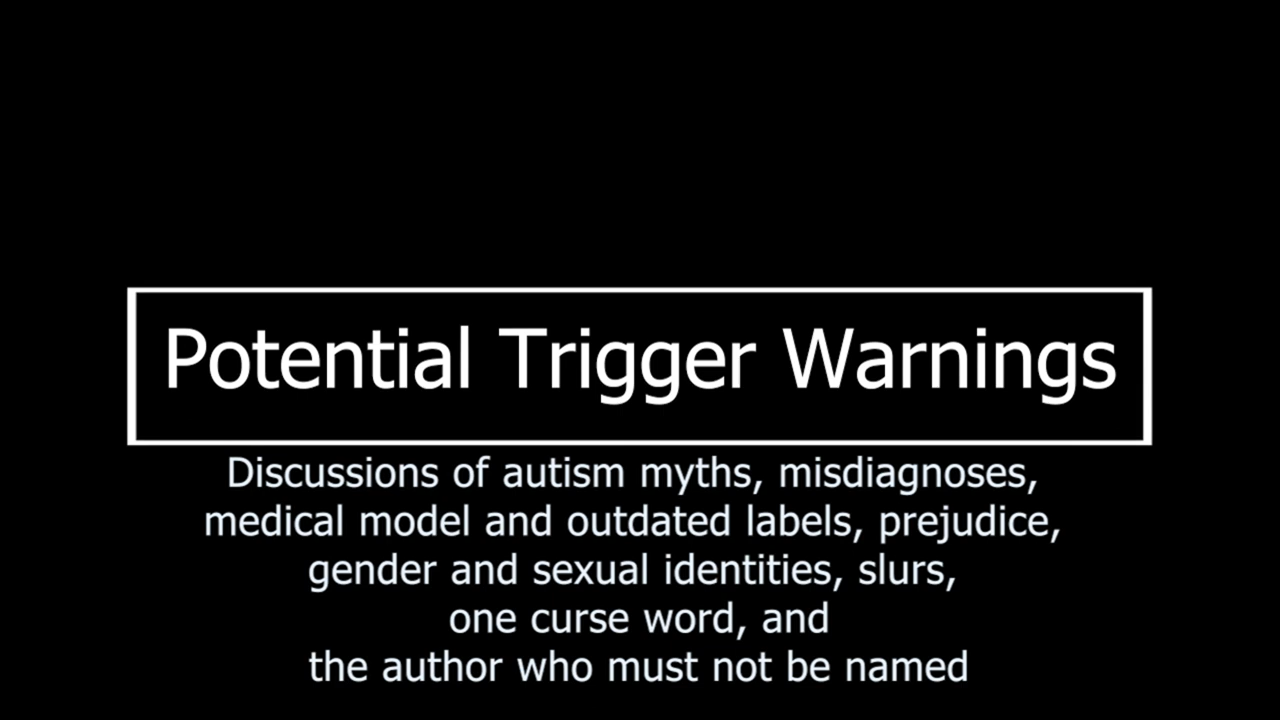 Potential Trigger Warnings
Discussions of autism myths, misdiagnoses,
medical model and outdated labels, prejudice,
gender and sexual identities, slurs,
one curse word, and
the author who must not be named